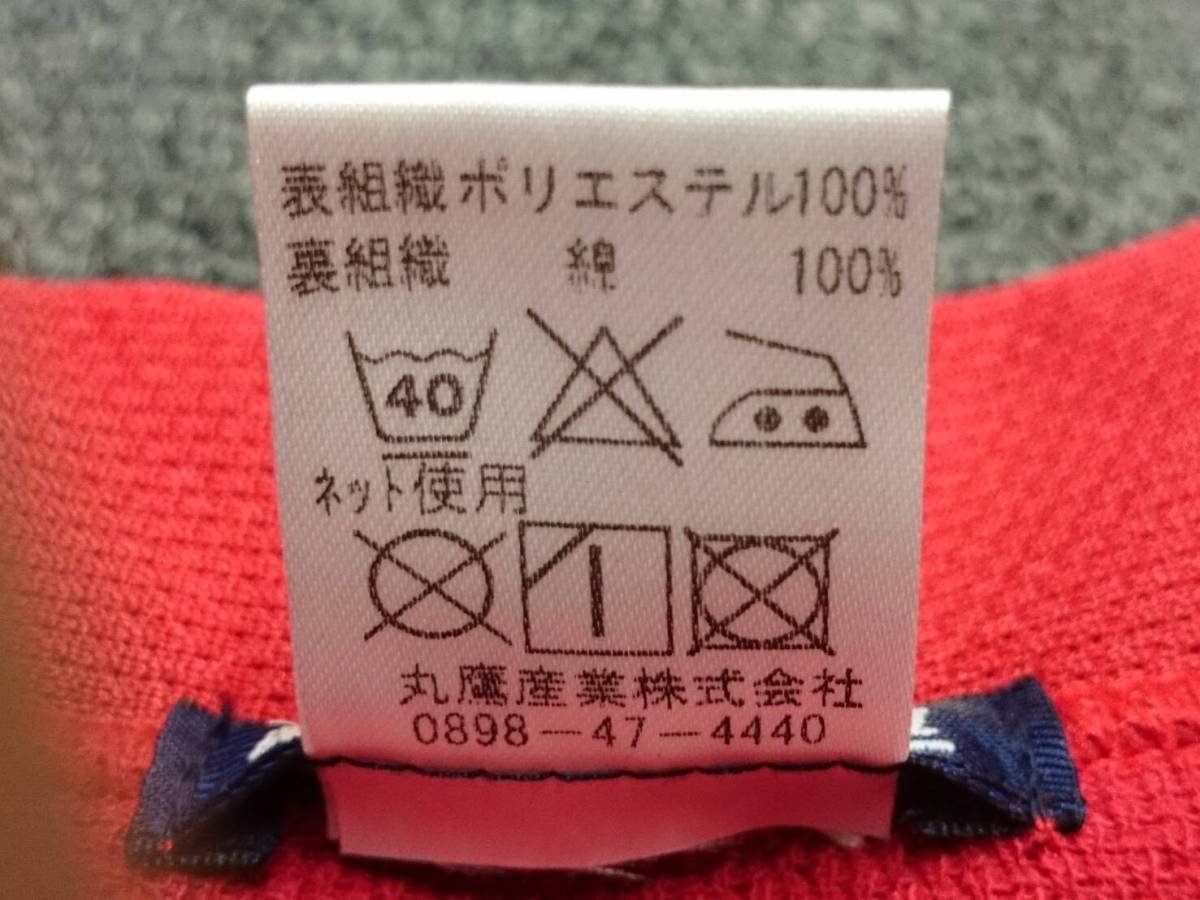 表組織ポリエステル100%
裏組織 綿 100%
40
ネット使用
丸鷹産業株式会社
0898-47-4440